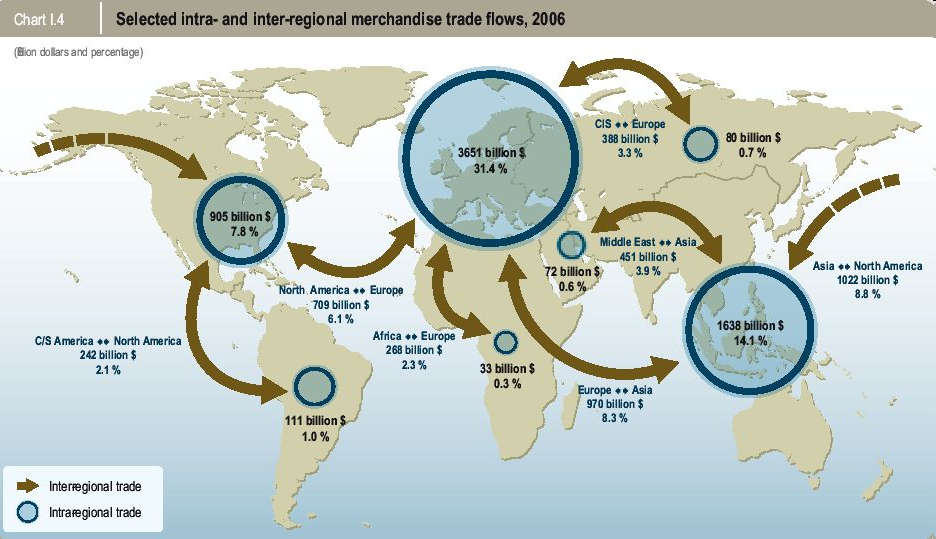 Chart I.4
Selected intra- and inter-regional merchandise trade flows, 2006
(Billion dollars and percentage)
CIS ↔ Europe
388 billion $
3.3 %
80 billion $
0.7 %
3651 billion $
31.4 %
905 billion $
7.8 %
Middle East ↔ Asia
451 billion $
3.9 %
72 billion $
0.6 %
Asia ↔ North America
1022 billion $
8.8 %
North America ↔ Europe
709 billion $
6.1 %
1638 billion $
14.1 %
Africa ↔ Europe
268 billion $
2.3 %
C/S America ↔ North America
242 billion $
2.1 %
33 billion $
0.3 %
Europe ↔ Asia
970 billion $
8.3 %
111 billion $
1.0 %
Interregional trade
Intraregional trade